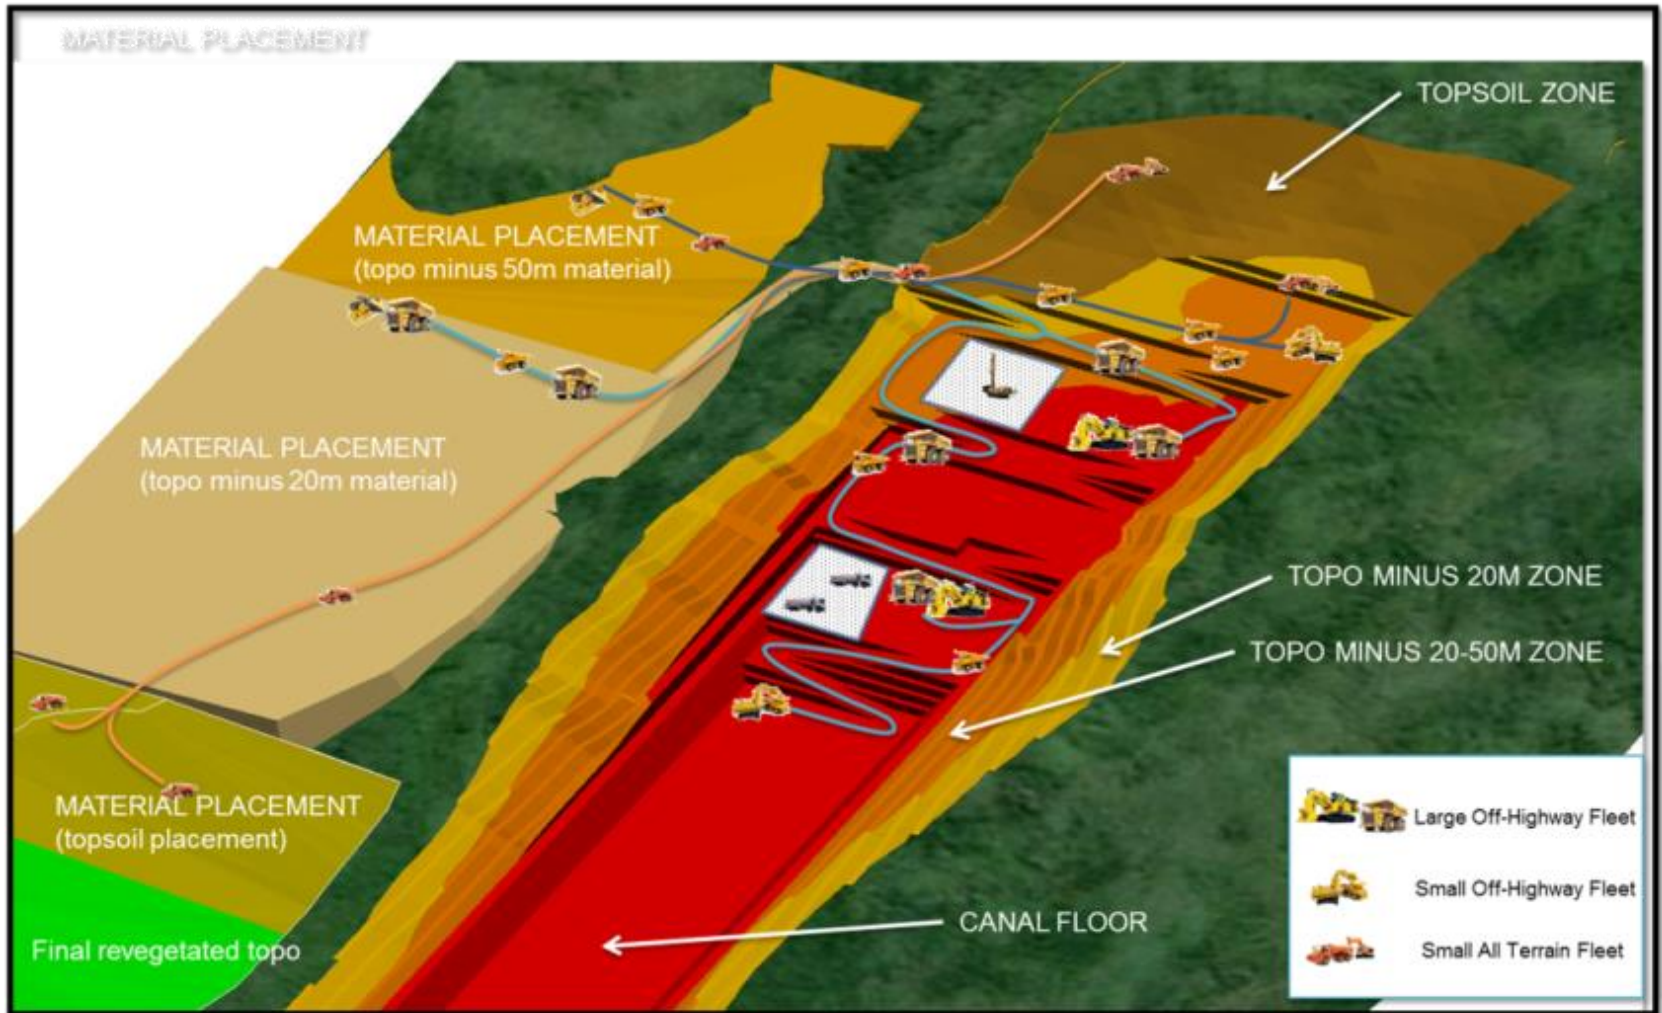 MATERIAL PLACEMENT
TOPSOIL ZONE
MATERIAL PLACEMENT
(topo minus 50m material)
MATERIAL PLACEMENT
(topo minus 20m material)
TOPO MINUS 20M ZONE
TOPO MINUS 20-50M ZONE
MATERIAL PLACEMENT
(topsoil placement)
CANAL FLOOR
Final revegetated topo
Large Off-Highway Fleet
Small Off-Highway Fleet
Small All Terrain Fleet